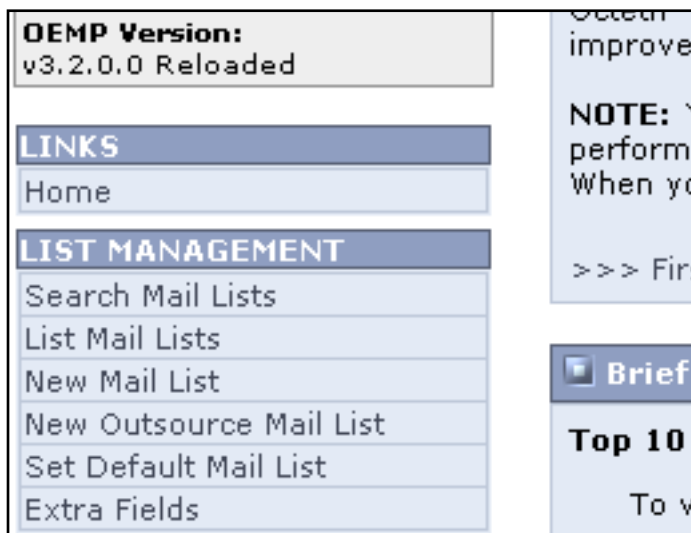 OEMP Version:
v3.2.0.0 Reloaded
LINKS
Home
LIST MANAGEMENT
Search Mail Lists
List Mail Lists
New Mail List
New Outsource Mail List
Set Default Mail List
Extra Fields
improve
NOTE:
perform
When yo
>>> Fir
Brief
Top 10
To v